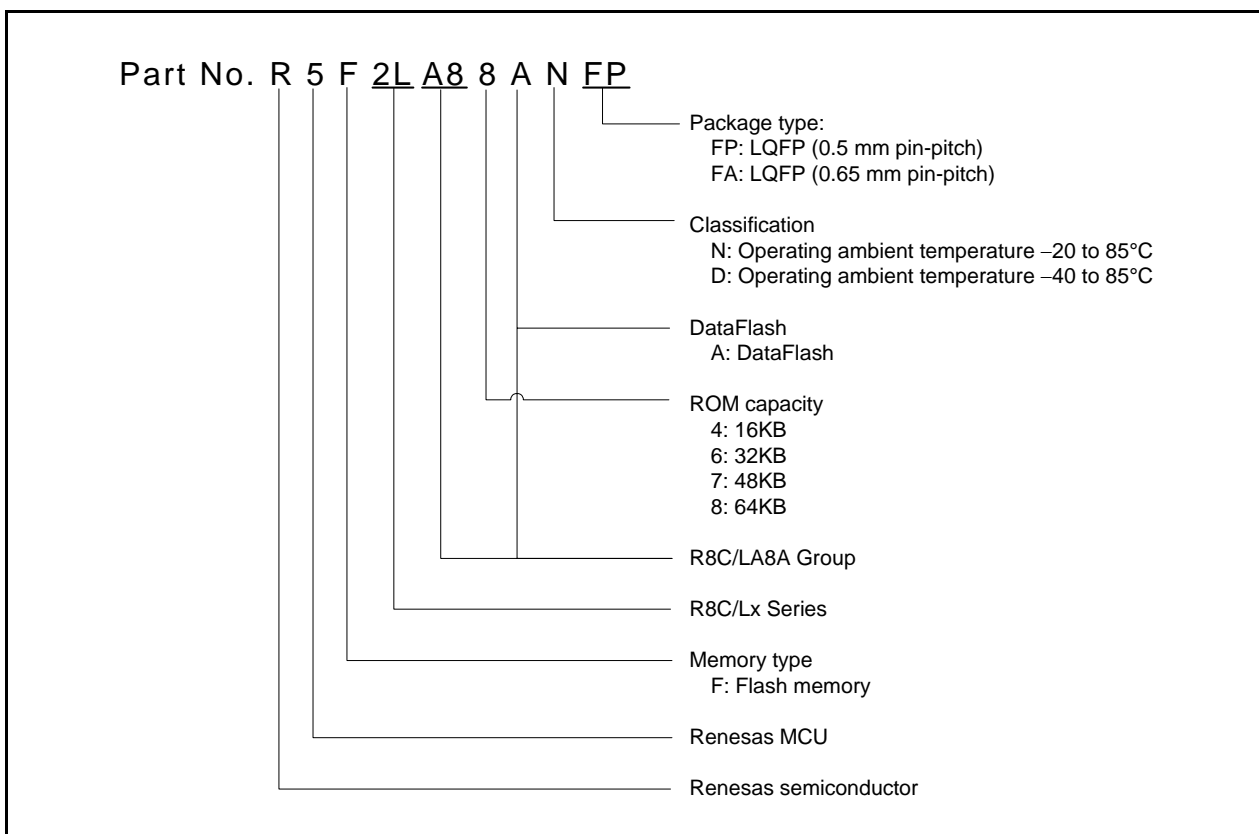 Part No. R 5 F 2L A8 8 A N FP
Package type:
FP: LQFP (0.5 mm pin-pitch)
FA: LQFP (0.65 mm pin-pitch)
Classification
N: Operating ambient temperature −20 to 85°C
D: Operating ambient temperature −40 to 85°C
DataFlash
A: DataFlash
ROM capacity
4: 16KB
6: 32KB
7: 48KB
8: 64KB
R8C/LA8A Group
R8C/Lx Series
Memory type
F: Flash memory
Renesas MCU
Renesas semiconductor